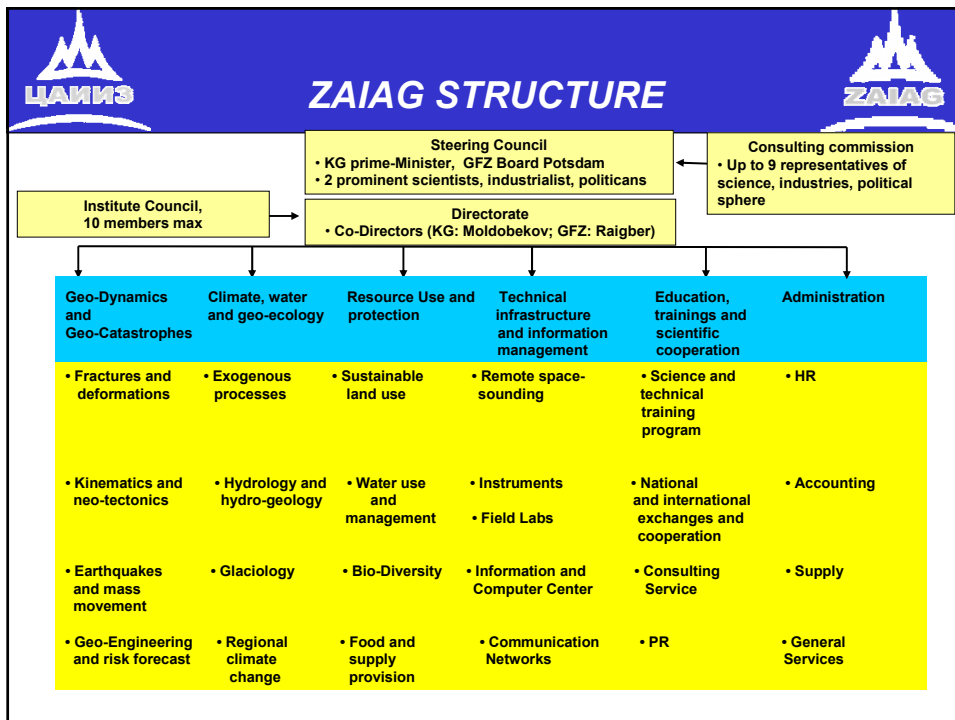 ЦАИИЗ
ZAIAG STRUCTURE
ZAIAG
Steering Council
• KG prime-Minister, GFZ Board Potsdam
• 2 prominent scientists, industrialist, politicans
Consulting commission
• Up to 9 representatives of
science, industries, political
sphere
Institute Council,
10 members max
Directorate
• Co-Directors (KG: Moldobekov; GFZ: Raigber)
Geo-Dynamics
and
Geo-Catastrophes
Climate, water
and geo-ecology
Resource Use and
protection
Technical
infrastructure
and information
management
Education,
trainings and
scientific
cooperation
Administration
• Fractures and
deformations
• Exogenous
processes
• Sustainable
land use
• Remote space-
sounding
• Science and
technical
training
program
• HR
• Kinematics and
neo-tectonics
• Hydrology and
hydro-geology
• Water use
and
management
• Instruments
• Field Labs
• National
and international
exchanges and
cooperation
• Accounting
• Earthquakes
and mass
movement
• Glaciology
• Bio-Diversity
• Information and
Computer Center
• Consulting
Service
• Supply
• Geo-Engineering
and risk forecast
• Regional
climate
change
• Food and
supply
provision
• Communication
Networks
• PR
• General
Services